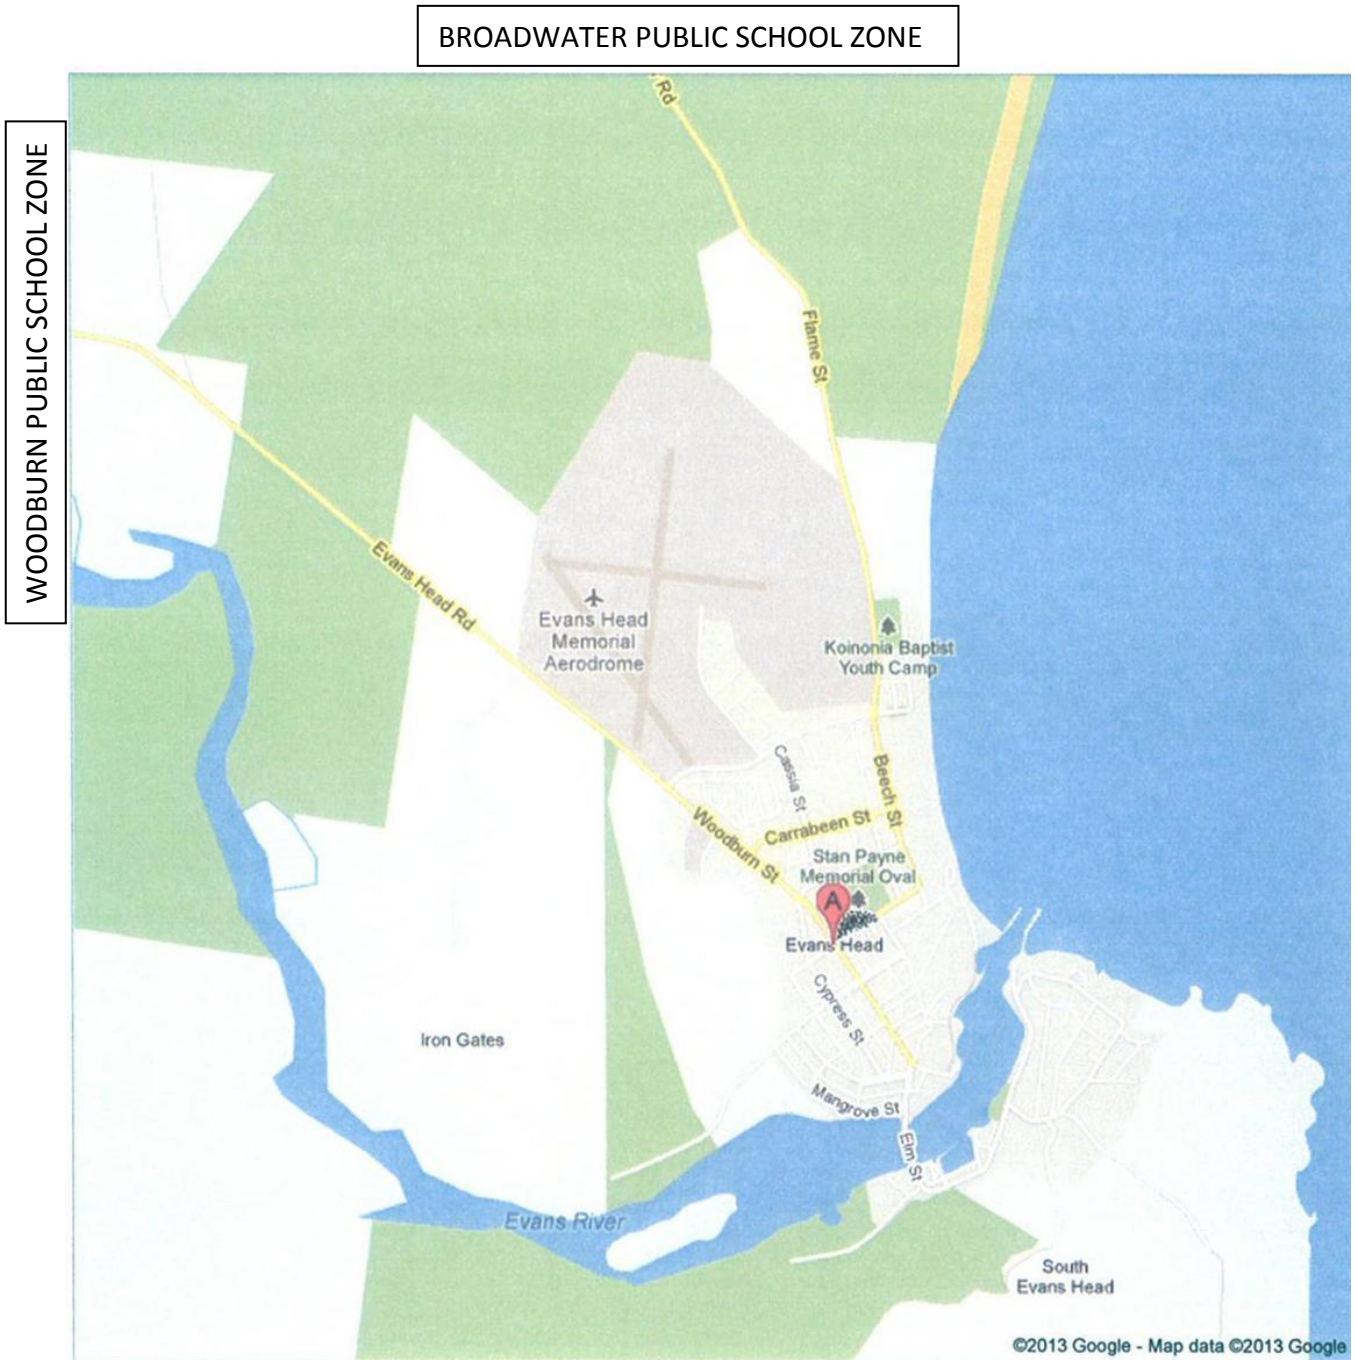 BROADWATER PUBLIC SCHOOL ZONE
WOODBURN PUBLIC SCHOOL ZONE
Rd
Flame St
Evans Head Rd
Evans Head
Memorial
Aerodrome
Koinonia Baptist
Youth Camp
Cassia St
Beech St
Carrabeen St
Woodburn St
Stan Payne
Memorial Oval
A
Evans Head
Cypress St
Iron Gates
Mangrove St
Elm St
Evans River
South
Evans Head
©2013 Google - Map data ©2013 Google